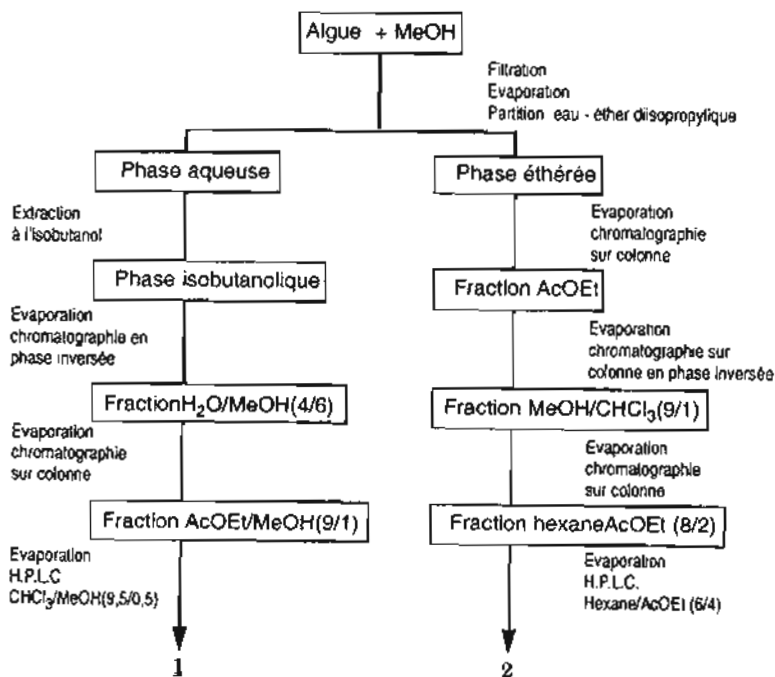 Algue + MeOH
Filtration
Evaporation
Partition eau - éther diisopropylique
Phase aqueuse
Phase éthérée
Extraction
à l'isobutanol
Evaporation
chromatographie
sur colonne
Phase isobutanolique
Fraction AcOEt
Evaporation
chromatographie en
phase inversée
Evaporation
chromatographie sur
colonne en phase inversée
FractionH₂O/MeOH(4/6)
Fraction MeOH/CHCl₃(9/1)
Evaporation
chromatographie
sur colonne
Evaporation
chromatographie
sur colonne
Fraction AcOEt/MeOH(9/1)
Fraction hexaneAcOEt (8/2)
Evaporation
H.P.L.C
CHCl₃/MeOH(9,5/0,5)
Evaporation
H.P.L.C.
Hexane/AcOEt (6/4)
1
2